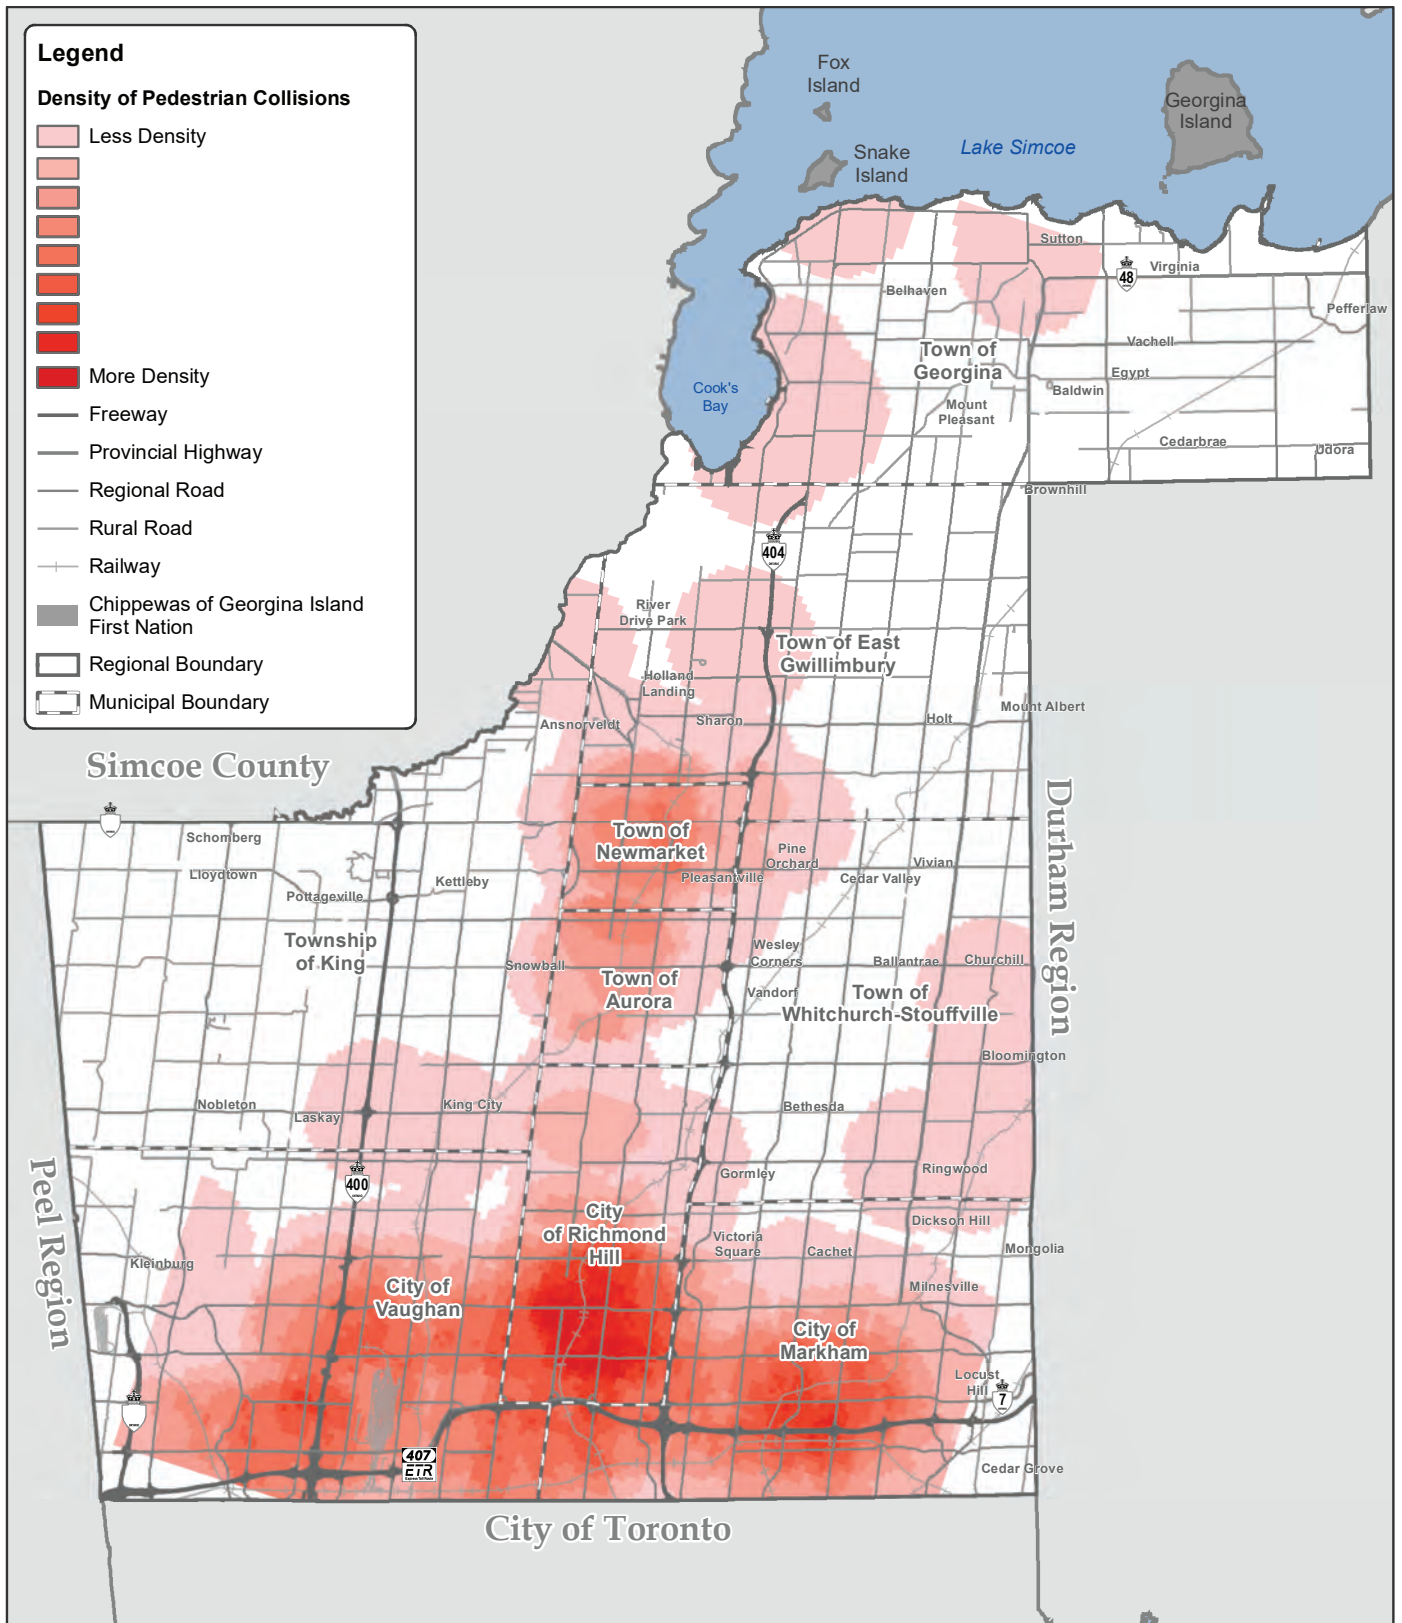 Legend
Density of Pedestrian Collisions
Less Density
More Density
Freeway
Provincial Highway
Regional Road
Rural Road
Railway
Chippewas of Georgina Island
First Nation
Regional Boundary
Municipal Boundary
Fox
Island
Georgina
Island
Snake
Island
Lake Simcoe
Sutton
Virginia
48
Belhaven
Pefferlaw
Vachell
Town of
Georgina
Egypt
Baldwin
Cook's
Bay
Mount
Pleasant
Cedarbrae
Udora
Brownhill
404
River
Drive Park
Town of East
Gwillimbury
Holland
Landing
Mount Albert
Ansnorveldt
Sharon
Holt
Simcoe County
Durham Region
Schomberg
Town of
Newmarket
Pine
Orchard
Lloydtown
Pottageville
Kettleby
Pleasantville
Cedar Valley
Vivian
Township
of King
Snowball
Wesley
Corners
Ballantrae
Churchill
Town of
Aurora
Vandorf
Town of
Whitchurch-Stouffville
Bloomington
Nobleton
Laskay
King City
Bethesda
Peel Region
400
Gormley
Ringwood
City
of Richmond
Hill
Dickson Hill
Victoria
Square
Cachet
Mongolia
Kleinburg
City of
Vaughan
Milnesville
City of
Markham
Locust
Hill
7
407
ETR
Cedar Grove
City of Toronto